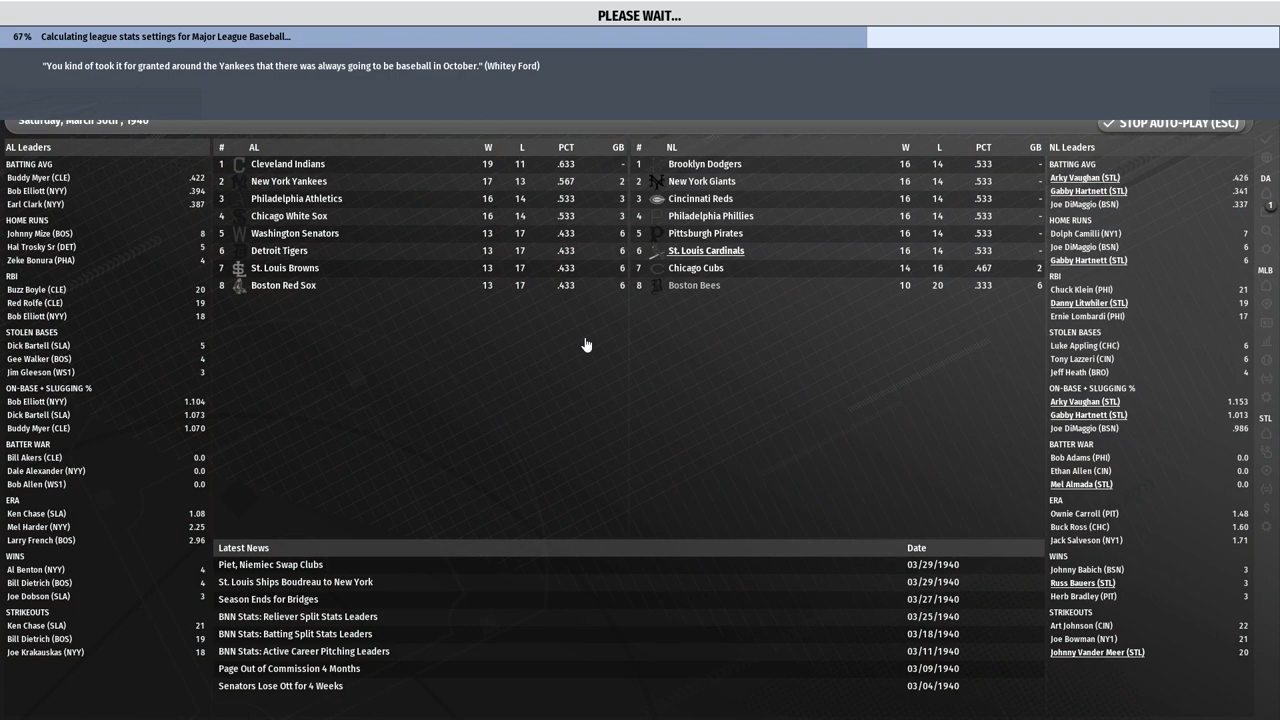 PLEASE WAIT...
67% Calculating league stats settings for Major League Baseball...
"You kind of took it for granted around the Yankees that there was always going to be baseball in October." (Whitey Ford)
Saturday, March 30th, 1940
STOP AUTO-PLAY (ESC)
AL Leaders
BATTING AVG
Buddy Myer (CLE) .422
Bob Elliott (NYY) .394
Earl Clark (NYY) .387
HOME RUNS
Johnny Mize (BOS) 8
Hal Trosky Sr (DET) 5
Zeke Bonura (PHA) 4
RBI
Buzz Boyle (CLE) 20
Red Rolfe (CLE) 19
Bob Elliott (NYY) 18
STOLEN BASES
Dick Bartell (SLA) 5
Gee Walker (BOS) 4
Jim Gleeson (WS1) 3
ON-BASE + SLUGGING %
Bob Elliott (NYY) 1.104
Dick Bartell (SLA) 1.073
Buddy Myer (CLE) 1.070
BATTER WAR
Bill Akers (CLE) 0.0
Dale Alexander (NYY) 0.0
Bob Allen (WS1) 0.0
ERA
Ken Chase (SLA) 1.08
Mel Harder (NYY) 2.25
Larry French (BOS) 2.96
WINS
Al Benton (NYY) 4
Bill Dietrich (BOS) 4
Joe Dobson (SLA) 3
STRIKEOUTS
Ken Chase (SLA) 21
Bill Dietrich (BOS) 19
Joe Krakauskas (NYY) 18
# AL W L PCT GB
1 Cleveland Indians 19 11 .633 -
2 New York Yankees 17 13 .567 2
3 Philadelphia Athletics 16 14 .533 3
4 Chicago White Sox 16 14 .533 3
5 Washington Senators 13 17 .433 6
6 Detroit Tigers 13 17 .433 6
7 St. Louis Browns 13 17 .433 6
8 Boston Red Sox 13 17 .433 6
# NL W L PCT GB
1 Brooklyn Dodgers 16 14 .533 -
2 New York Giants 16 14 .533 -
3 Cincinnati Reds 16 14 .533 -
4 Philadelphia Phillies 16 14 .533 -
5 Pittsburgh Pirates 16 14 .533 -
6 St. Louis Cardinals 16 14 .533 -
7 Chicago Cubs 14 16 .467 2
8 Boston Bees 10 20 .333 6
Latest News Date
Piet, Niemiec Swap Clubs 03/29/1940
St. Louis Ships Boudreau to New York 03/29/1940
Season Ends for Bridges 03/27/1940
BNN Stats: Reliever Split Stats Leaders 03/25/1940
BNN Stats: Batting Split Stats Leaders 03/18/1940
BNN Stats: Active Career Pitching Leaders 03/11/1940
Page Out of Commission 4 Months 03/09/1940
Senators Lose Ott for 4 Weeks 03/04/1940
NL Leaders
BATTING AVG
Arky Vaughan (STL) .426
Gabby Hartnett (STL) .341
Joe DiMaggio (BSN) .337
HOME RUNS
Dolph Camilli (NY1) 7
Joe DiMaggio (BSN) 6
Gabby Hartnett (STL) 6
RBI
Chuck Klein (PHI) 21
Danny Litwhiler (STL) 19
Ernie Lombardi (PHI) 17
STOLEN BASES
Luke Appling (CHC) 6
Tony Lazzeri (CIN) 6
Jeff Heath (BRO) 4
ON-BASE + SLUGGING %
Arky Vaughan (STL) 1.153
Gabby Hartnett (STL) 1.013
Joe DiMaggio (BSN) .986
BATTER WAR
Bob Adams (PHI) 0.0
Ethan Allen (CIN) 0.0
Mel Almada (STL) 0.0
ERA
Ownie Carroll (PIT) 1.48
Buck Ross (CHC) 1.60
Jack Salveson (NY1) 1.71
WINS
Johnny Babich (BSN) 3
Russ Bauers (STL) 3
Herb Bradley (PIT) 3
STRIKEOUTS
Art Johnson (CIN) 22
Joe Bowman (NY1) 21
Johnny Vander Meer (STL) 20
DA
1
MLB
STL